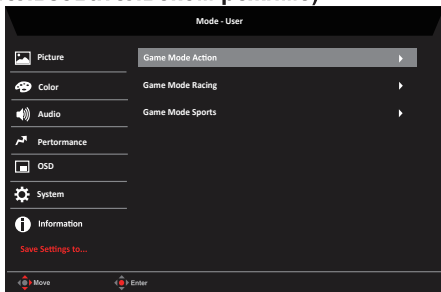 Mode - User
Picture
Game Mode Action
Color
Game Mode Racing
Audio
Game Mode Sports
Pertormance
OSD
System
Information
Save Settings to...
Move
Enter